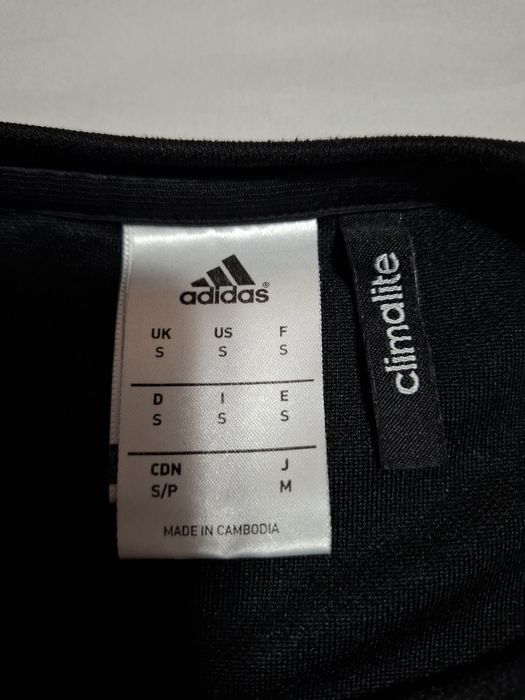 adidas®
UK US F
S S S
D I E
S S S
CDN J
S/P M
MADE IN CAMBODIA
climalite